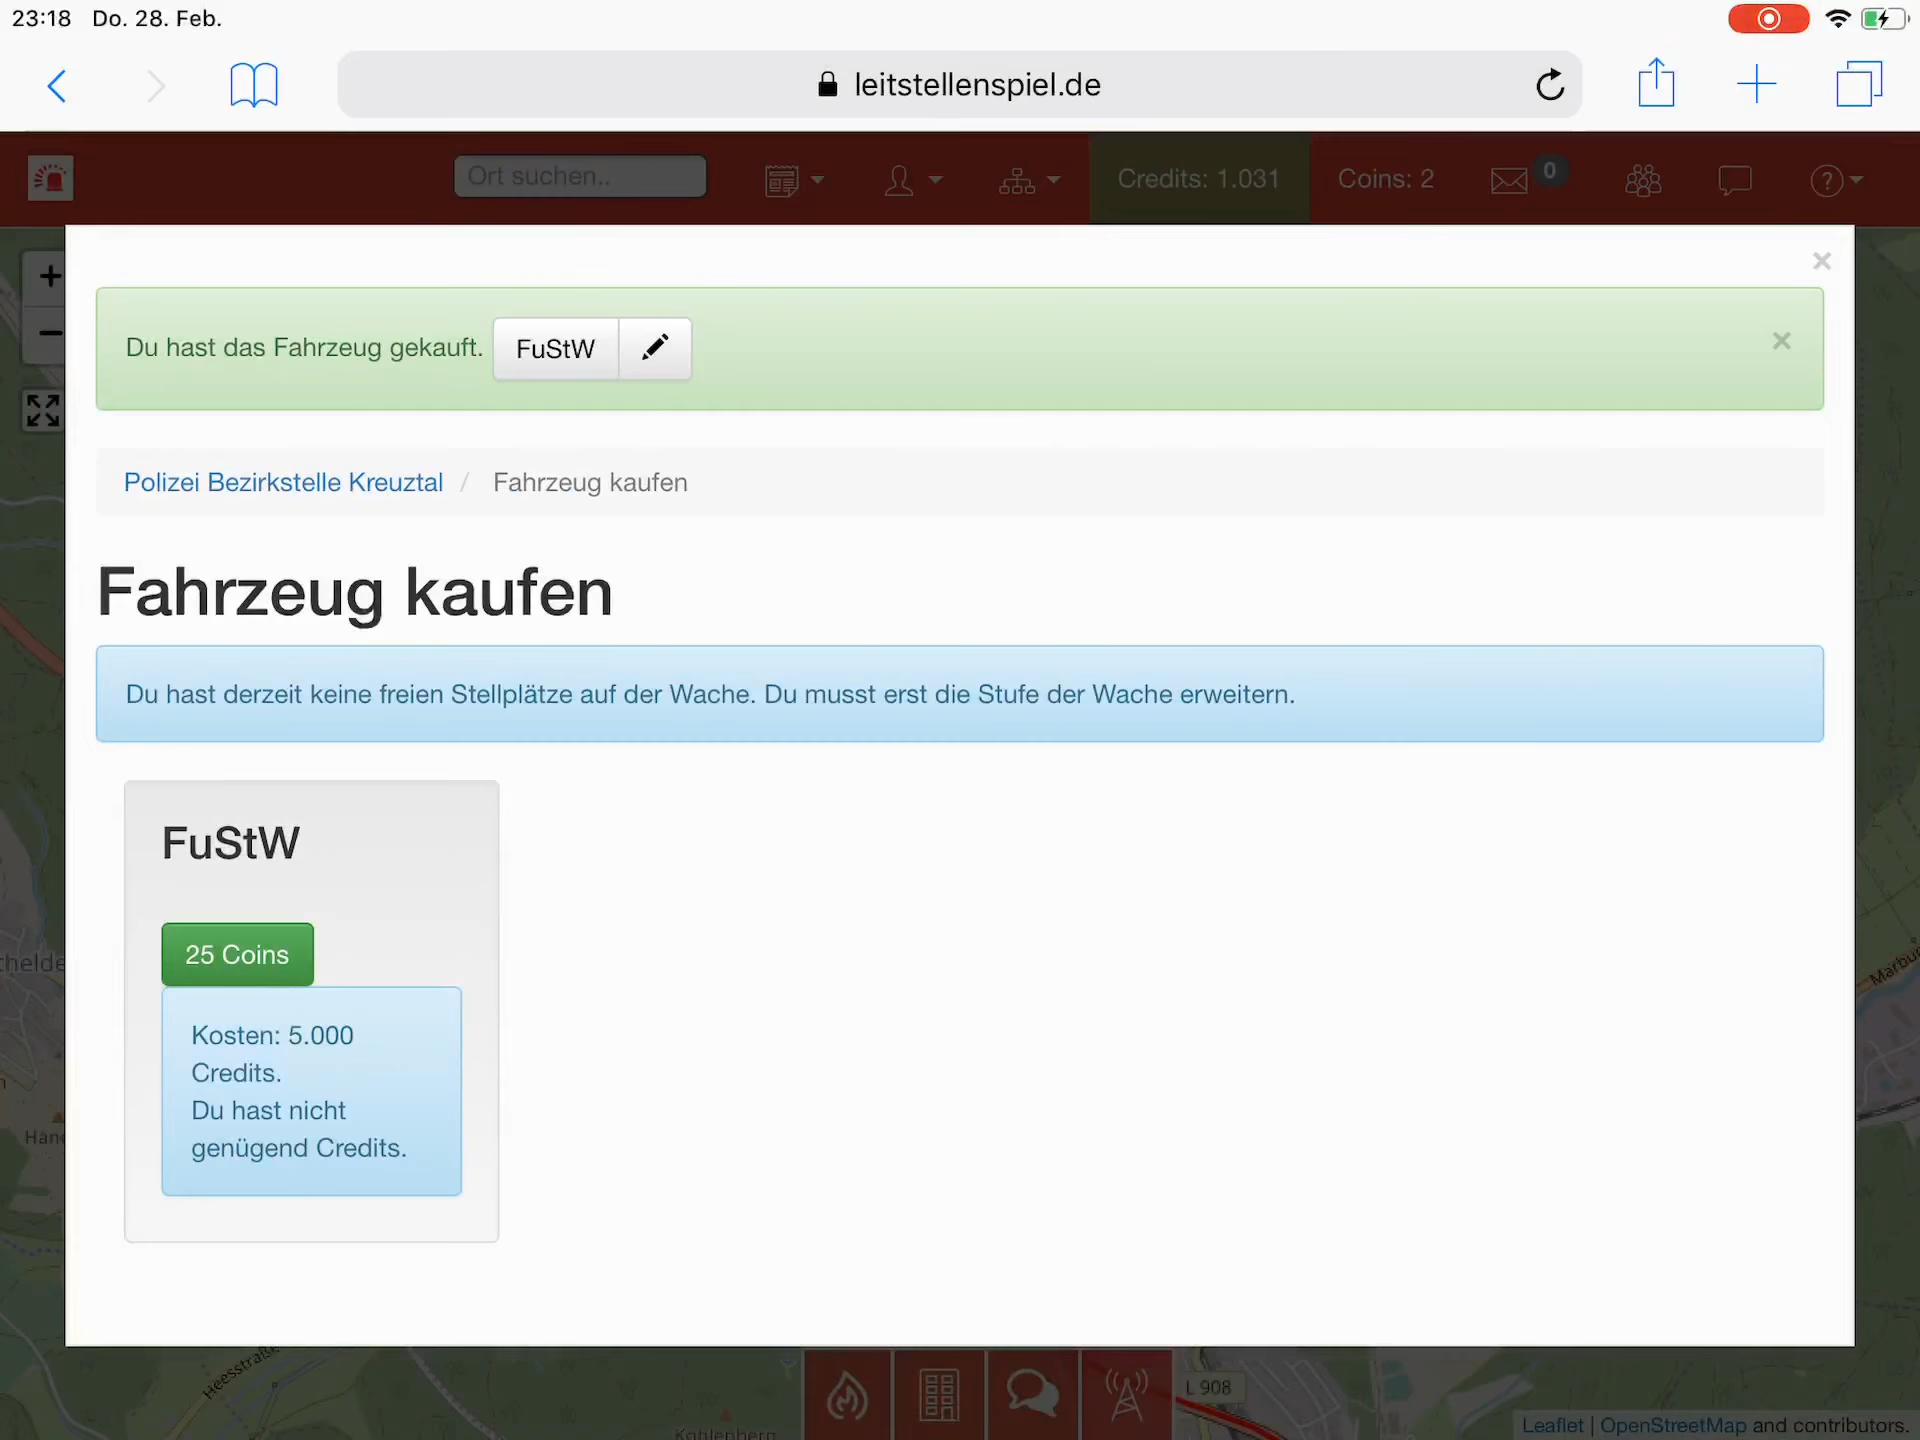 23:18 Do. 28. Feb.
leitstellenspiel.de
Ort suchen..
Credits: 1.031
Coins: 2
0
Du hast das Fahrzeug gekauft. FuStW
Polizei Bezirkstelle Kreuztal / Fahrzeug kaufen
Fahrzeug kaufen
Du hast derzeit keine freien Stellplätze auf der Wache. Du musst erst die Stufe der Wache erweitern.
FuStW
25 Coins
Kosten: 5.000
Credits.
Du hast nicht
genügend Credits.
Heesstraße
L 908
Leaflet | OpenStreetMap and contributors.